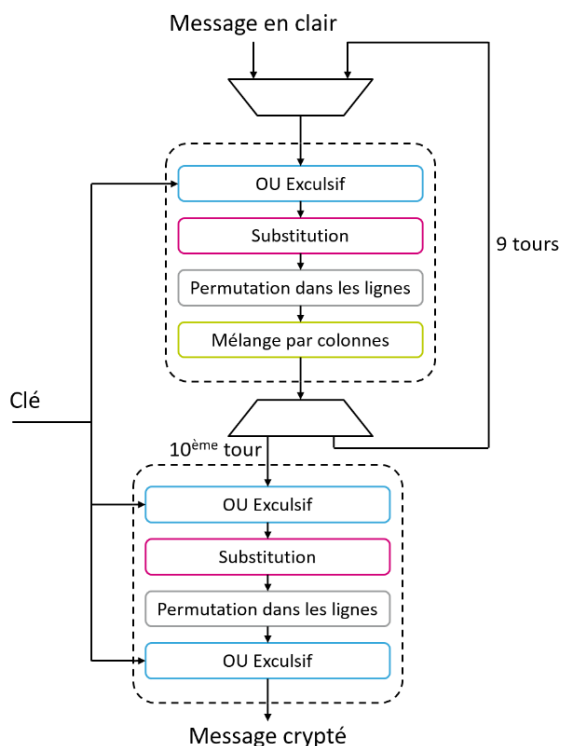 Message en clair
OU Exculsif
Substitution
9 tours
Permutation dans les lignes
Mélange par colonnes
Clé
10ème tour
OU Exculsif
Substitution
Permutation dans les lignes
OU Exculsif
Message crypté